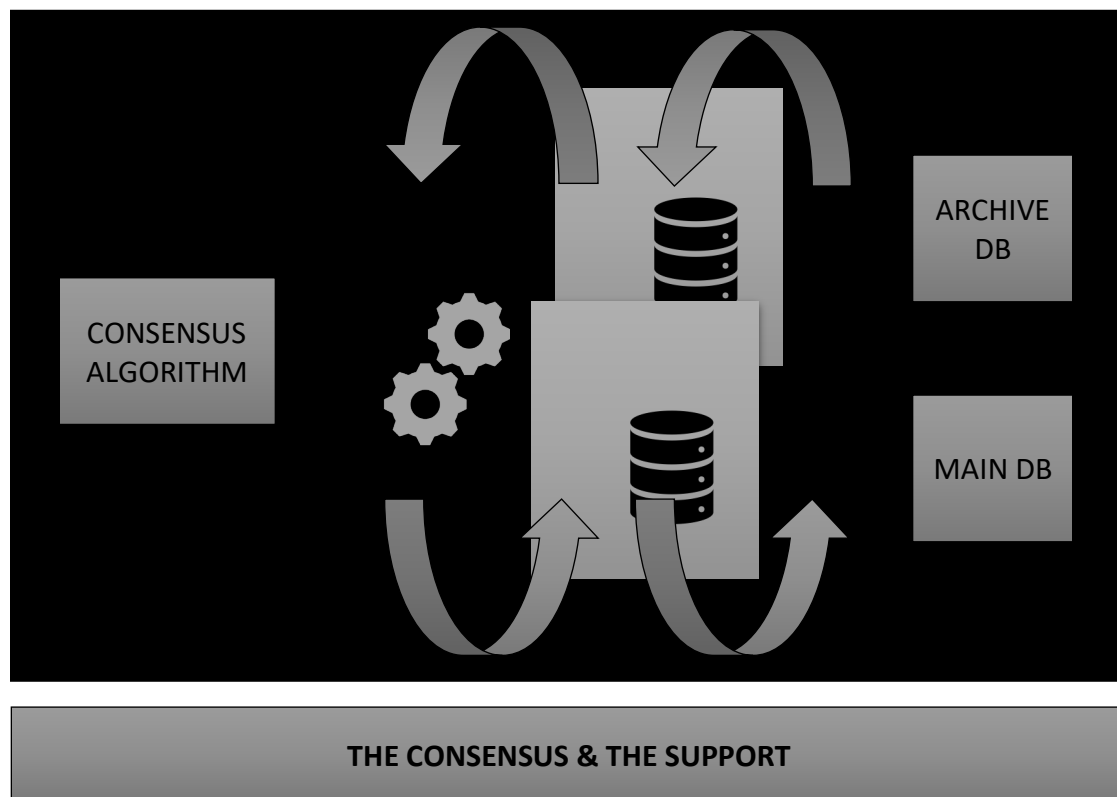 ARCHIVE
DB
CONSENSUS
ALGORITHM
MAIN DB
THE CONSENSUS & THE SUPPORT